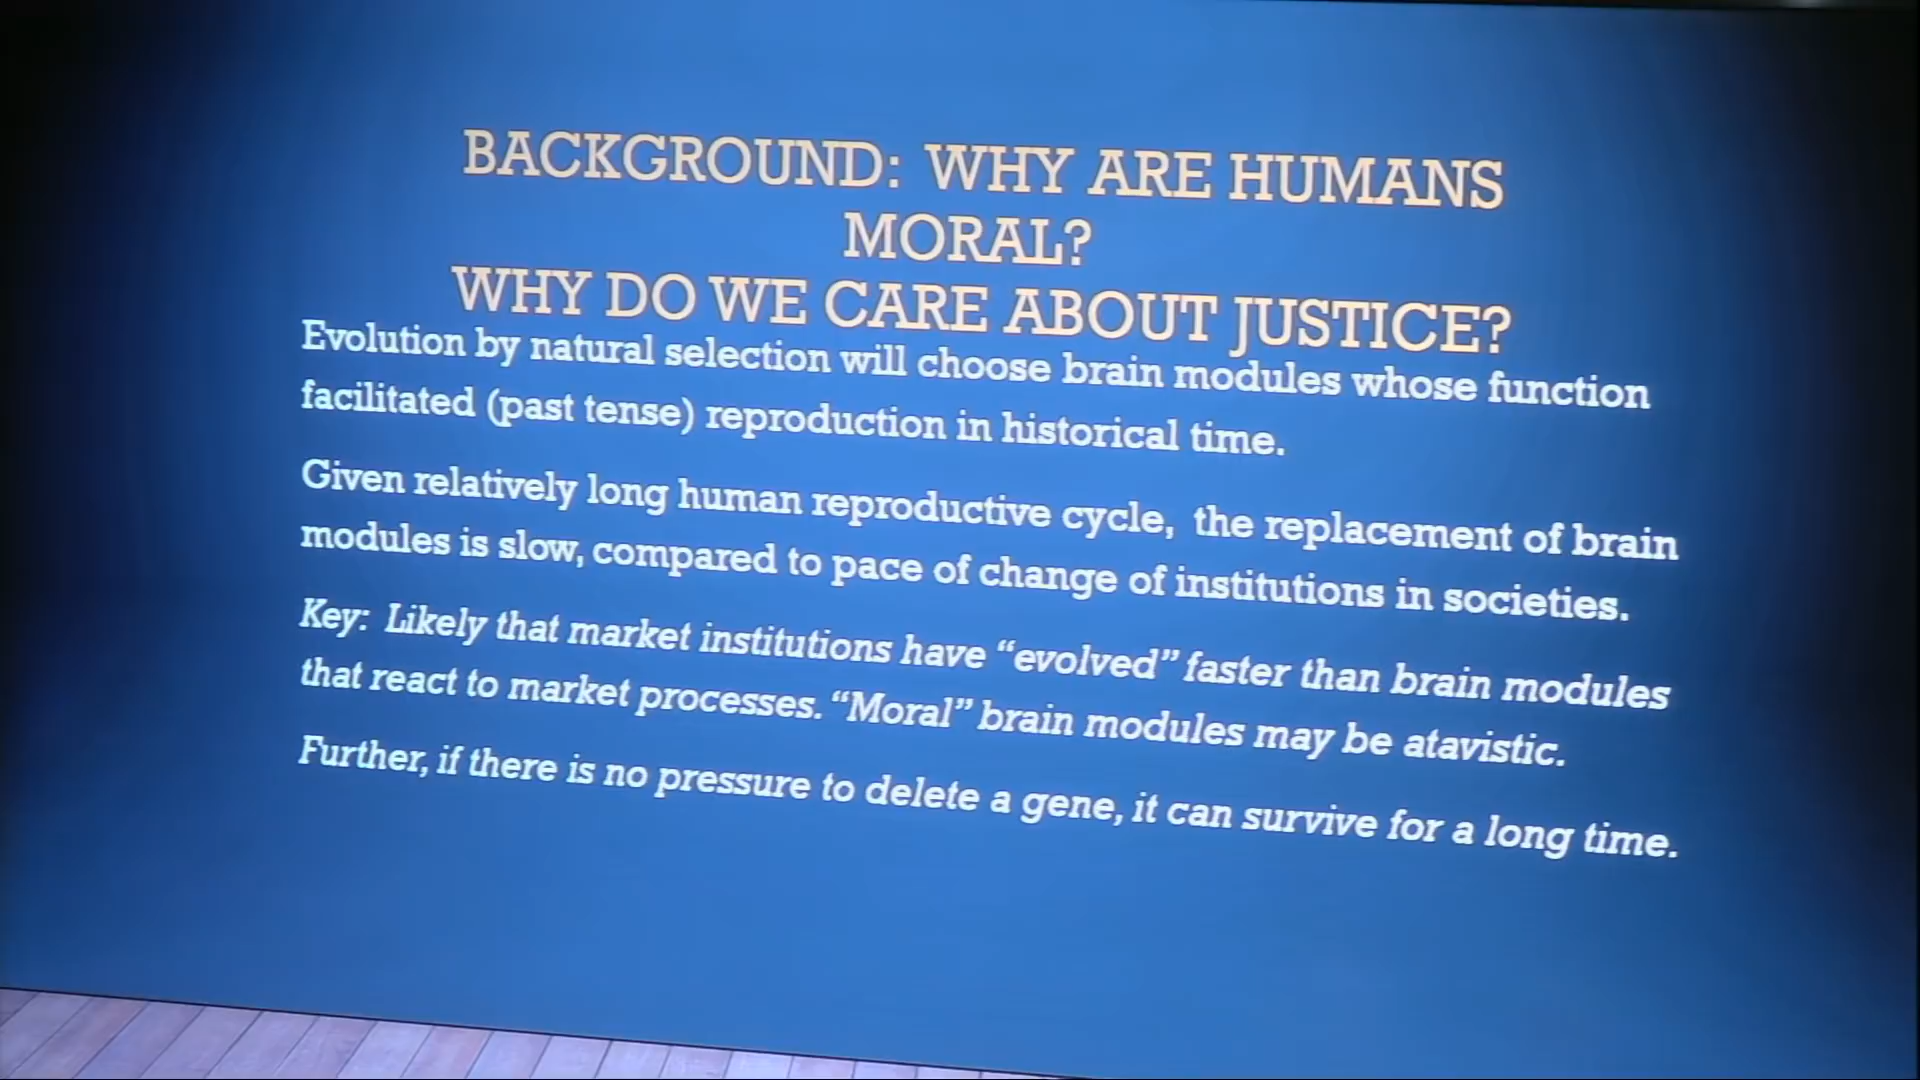 BACKGROUND: WHY ARE HUMANS
MORAL?
WHY DO WE CARE ABOUT JUSTICE?
Evolution by natural selection will choose brain modules whose function
facilitated (past tense) reproduction in historical time.
Given relatively long human reproductive cycle, the replacement of brain
modules is slow, compared to pace of change of institutions in societies.
Key: Likely that market institutions have “evolved” faster than brain modules
that react to market processes. “Moral” brain modules may be atavistic.
Further, if there is no pressure to delete a gene, it can survive for a long time.